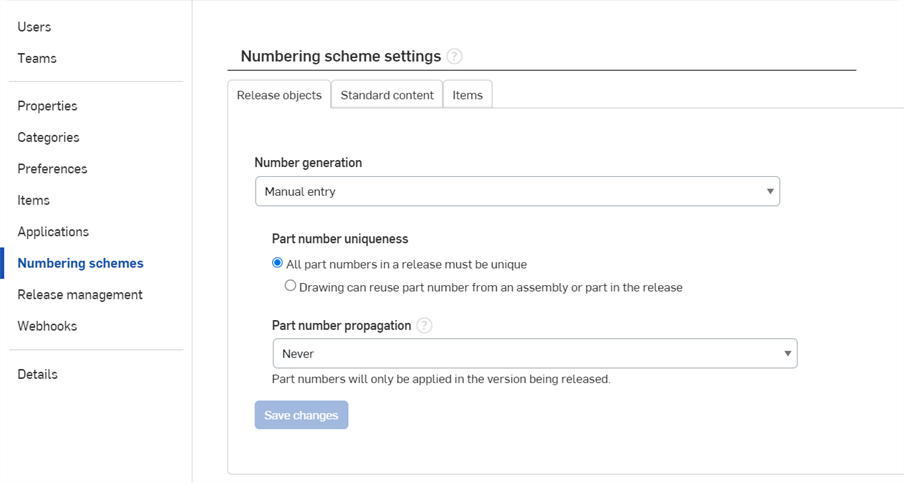 Users
Teams
Properties
Categories
Preferences
Items
Applications
Numbering schemes
Release management
Webhooks
Details
Numbering scheme settings ?
Release objects Standard content Items
Number generation
Manual entry
Part number uniqueness
All part numbers in a release must be unique
Drawing can reuse part number from an assembly or part in the release
Part number propagation ?
Never
Part numbers will only be applied in the version being released.
Save changes